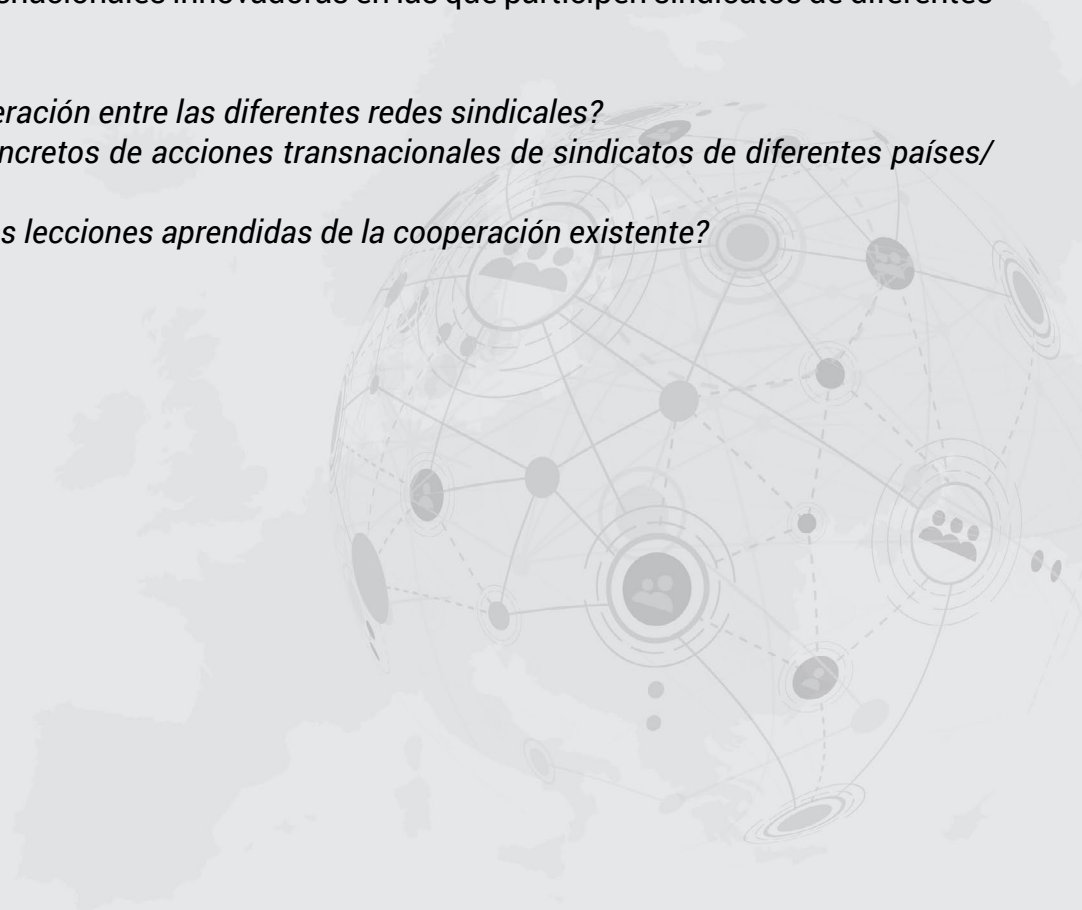 snacionales innovadoras en las que participen sindicatos de diferentes
eración entre las diferentes redes sindicales?
ncretos de acciones transnacionales de sindicatos de diferentes países/
s lecciones aprendidas de la cooperación existente?